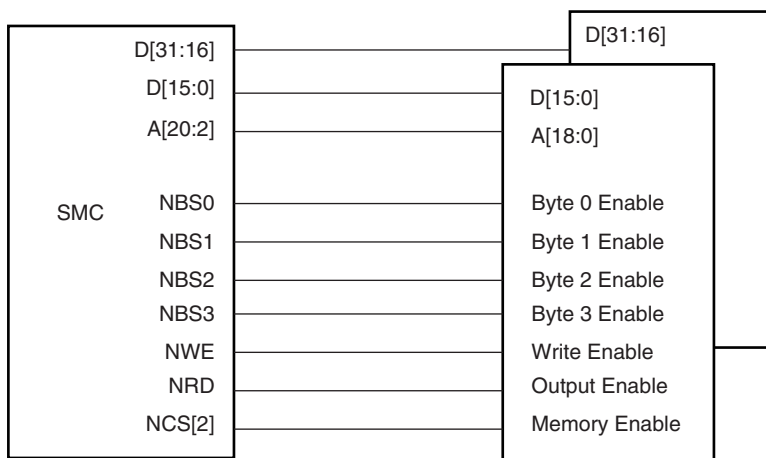 D[31:16] D[31:16]
D[15:0] D[15:0]
A[20:2] A[18:0]
SMC
NBS0 Byte 0 Enable
NBS1 Byte 1 Enable
NBS2 Byte 2 Enable
NBS3 Byte 3 Enable
NWE Write Enable
NRD Output Enable
NCS[2] Memory Enable